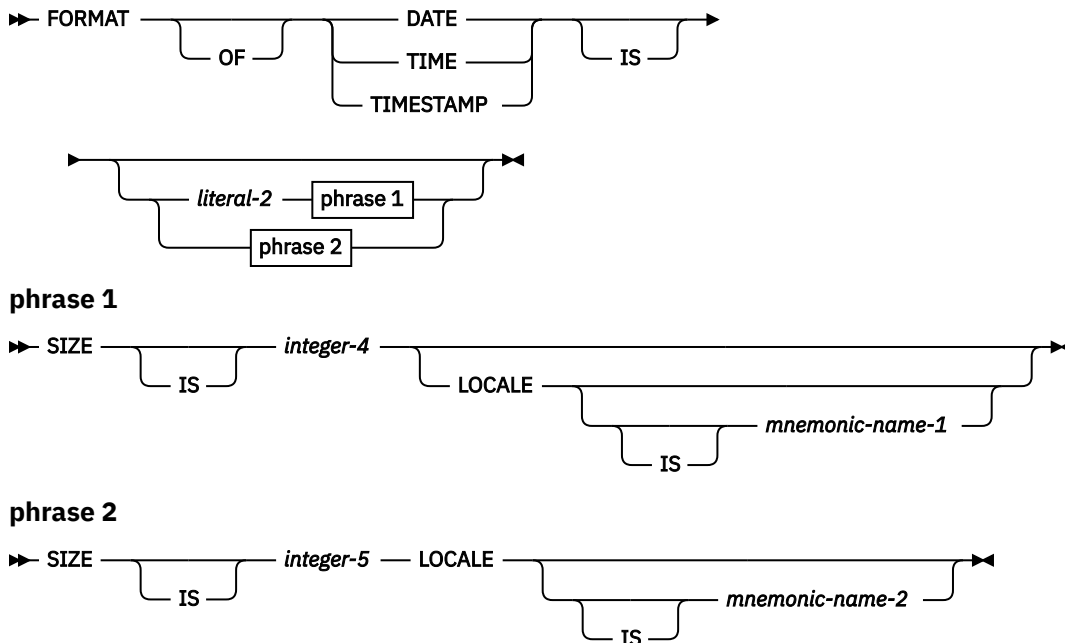 FORMAT DATE
OF TIME IS
TIMESTAMP
literal-2 phrase 1
phrase 2
phrase 1
SIZE integer-4
IS LOCALE
mnemonic-name-1
IS
phrase 2
SIZE integer-5 LOCALE
IS mnemonic-name-2
IS